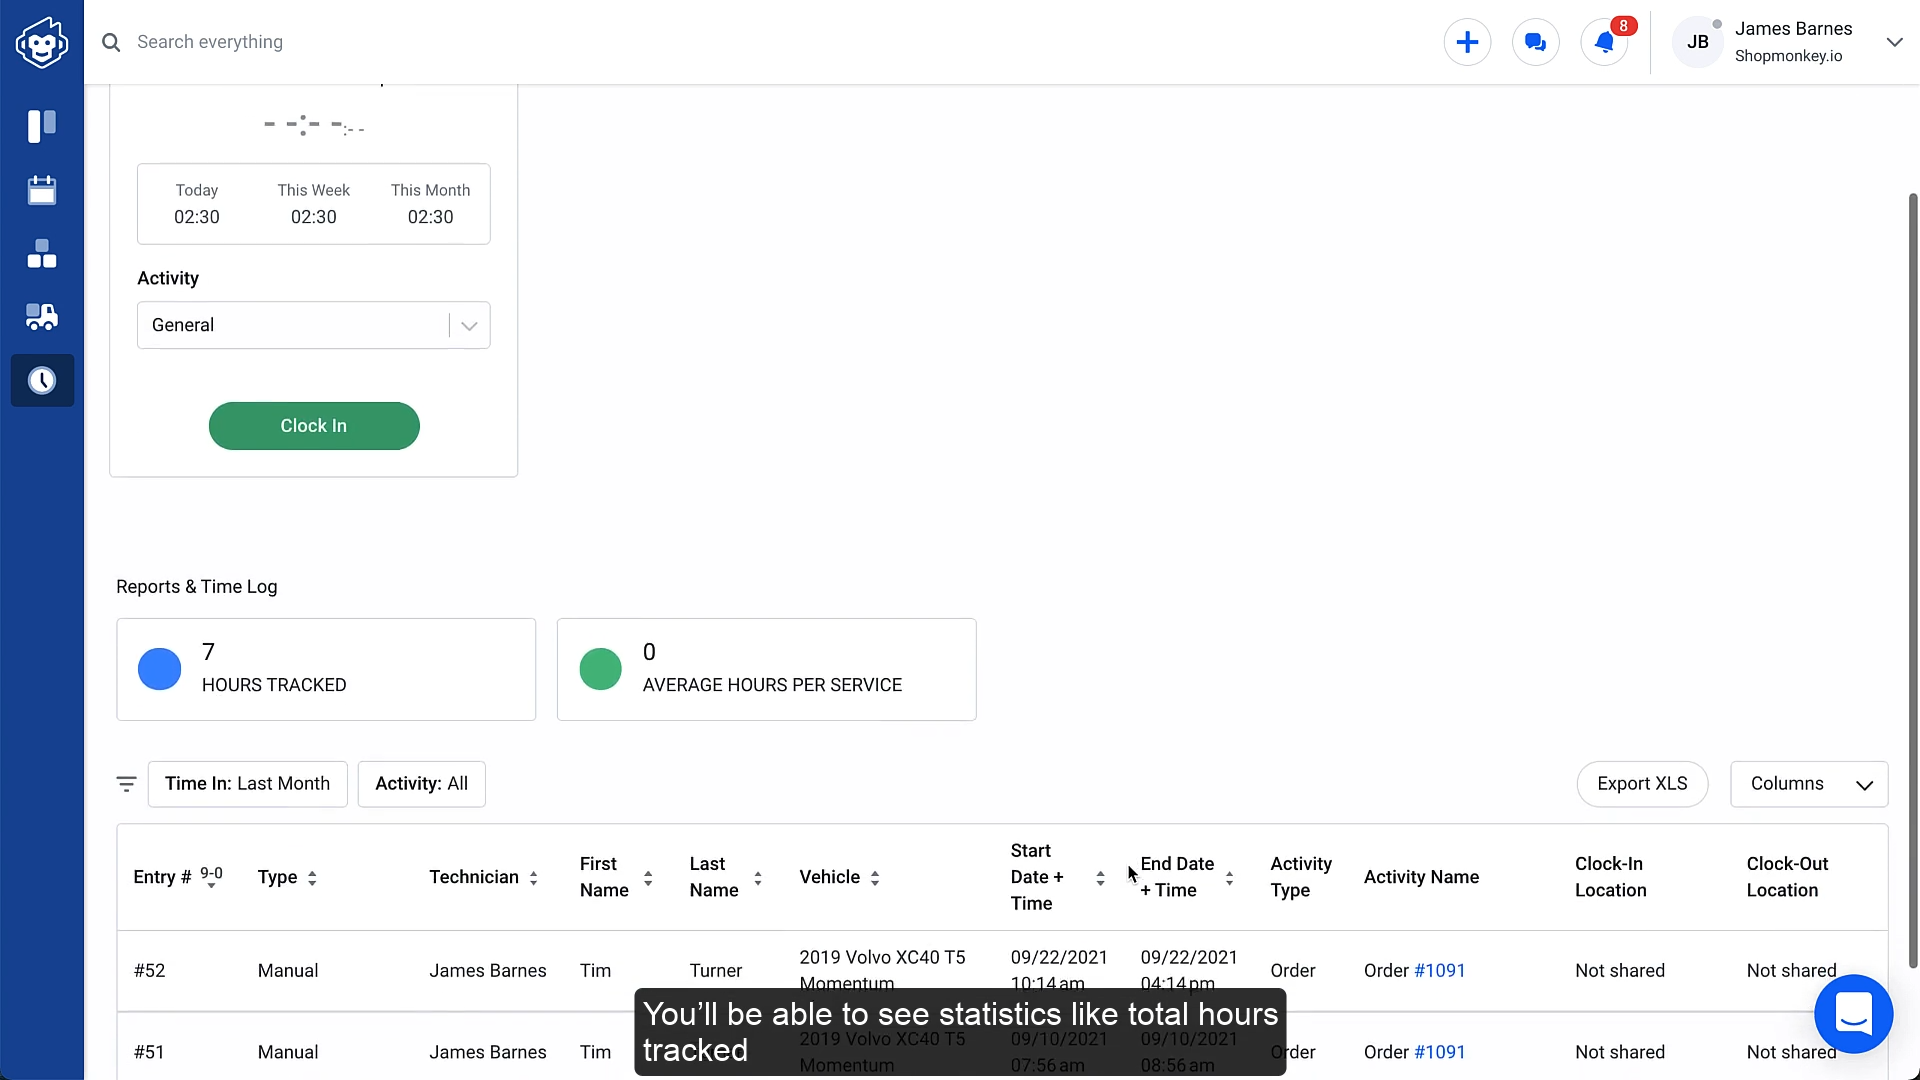 Search everything
8
JB
James Barnes
Shopmonkey.io
- -:- -:- -
Today This Week This Month
02:30 02:30 02:30
Activity
General
Clock In
Reports & Time Log
7
HOURS TRACKED
0
AVERAGE HOURS PER SERVICE
Time In: Last Month Activity: All Export XLS Columns
Entry # 9-0 Type Technician First Name Last Name Vehicle Start Date + Time End Date + Time Activity Type Activity Name Clock-In Location Clock-Out Location
#52 Manual James Barnes Tim Turner 2019 Volvo XC40 T5 Momentum 09/22/2021 10:14 am 09/22/2021 04:14 pm Order Order #1091 Not shared Not shared
#51 Manual James Barnes Tim 2019 Volvo XC40 T5 Momentum 09/10/2021 07:56 am 09/10/2021 08:56 am Order Order #1091 Not shared Not shared
You’ll be able to see statistics like total hours
tracked